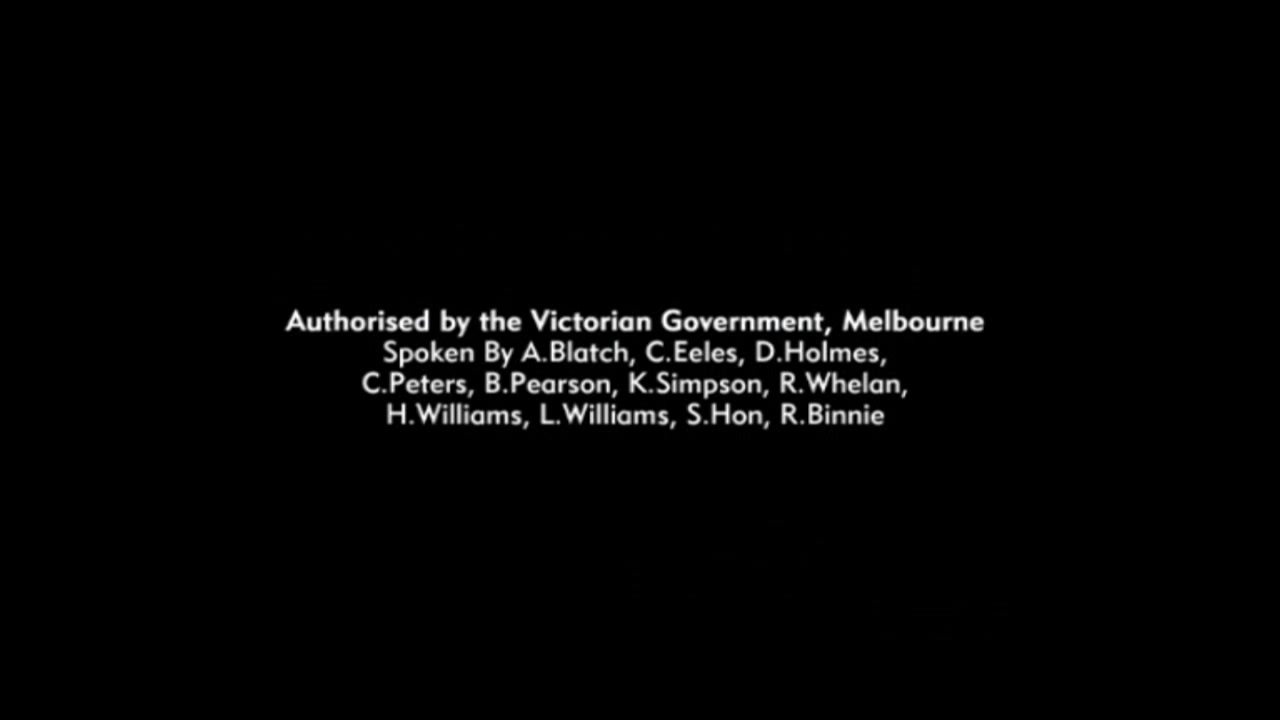 Authorised by the Victorian Government, Melbourne
Spoken By A.Blatch, C.Eeles, D.Holmes,
C.Peters, B.Pearson, K.Simpson, R.Whelan,
H.Williams, L.Williams, S.Hon, R.Binnie